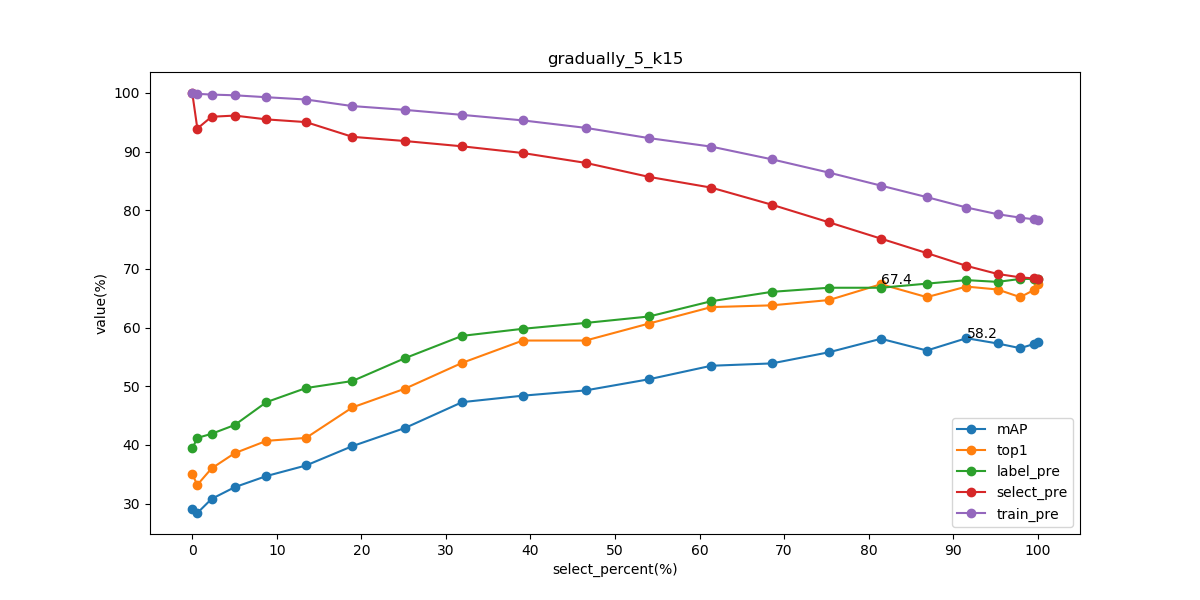 gradually_5_k15
value(%)
100
90
80
70
60
50
40
30
67.4
58.2
mAP
top1
label_pre
select_pre
train_pre
0 10 20 30 40 50 60 70 80 90 100
select_percent(%)